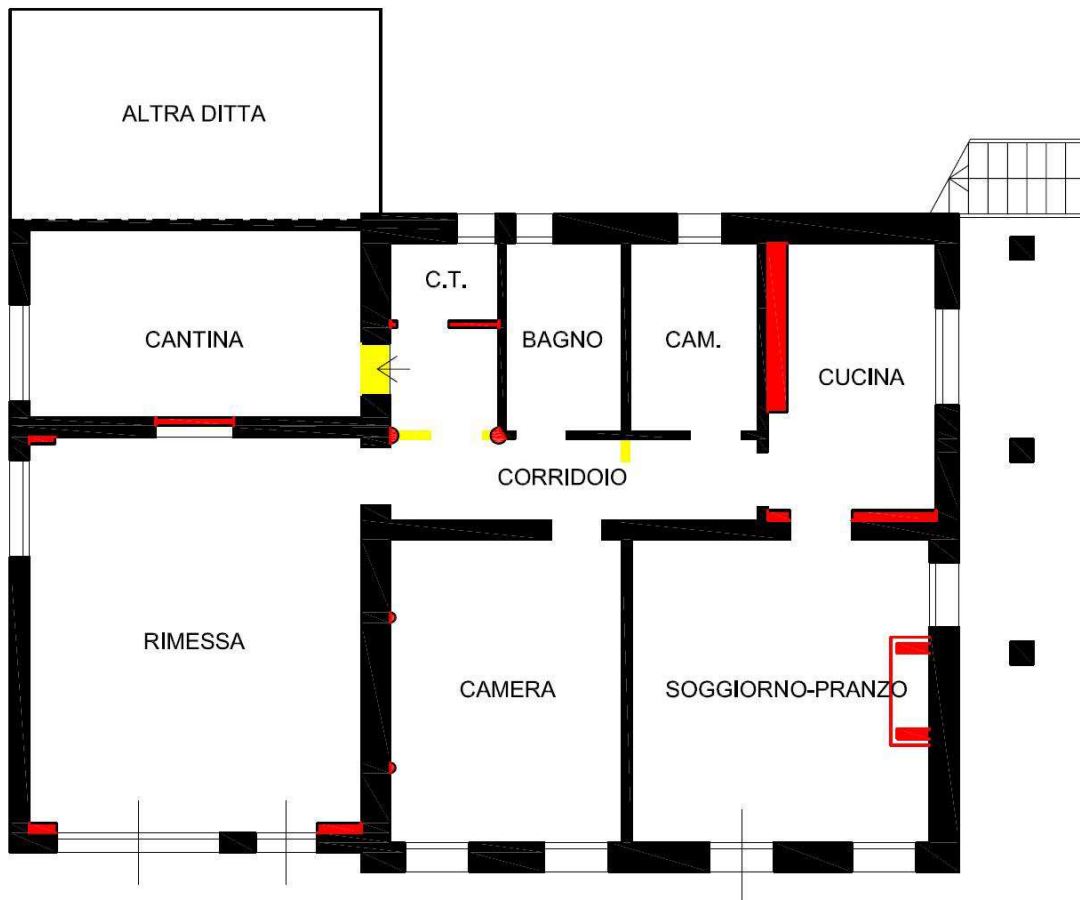 ALTRA DITTA
C.T.
CANTINA
BAGNO
CAM.
CUCINA
CORRIDOIO
RIMESSA
CAMERA
SOGGIORNO-PRANZO